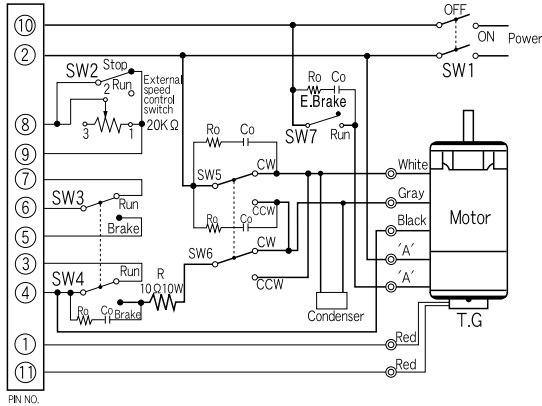 OFF
ON Power
SW1
10
2
SW2 Stop
2 Run
External
speed
control
switch
3 1 20KΩ
8
9
Ro Co
E.Brake
SW7 Run
Ro Co
SW5 CW
CCW
Ro Co
SW6 CW
CCW
7
6
5
SW3 Run
Brake
3
4
SW4 Run
Ro Co Brake
R
10Ω10W
Condenser
White
Gray
Black
'A'
'A'
Motor
T.G
1
Red
11
Red
PIN NO.